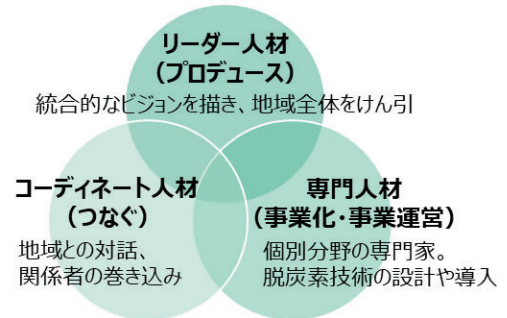 リーダー人材
（プロデュース）
統合的なビジョンを描き、地域全体をけん引
コーディネート人材
（つなぐ）
地域との対話、
関係者の巻き込み
専門人材
（事業化・事業運営）
個別分野の専門家。
脱炭素技術の設計や導入